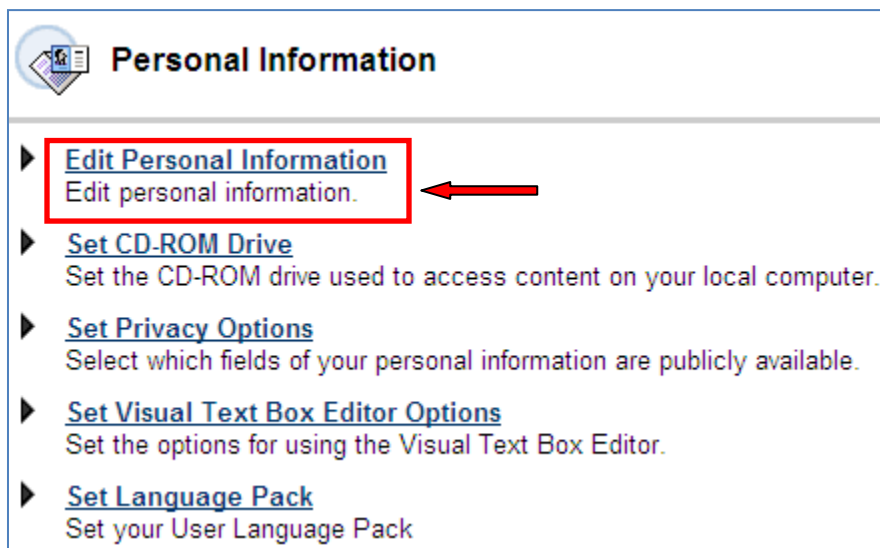 Personal Information
Edit Personal Information
Edit personal information.
Set CD-ROM Drive
Set the CD-ROM drive used to access content on your local computer.
Set Privacy Options
Select which fields of your personal information are publicly available.
Set Visual Text Box Editor Options
Set the options for using the Visual Text Box Editor.
Set Language Pack
Set your User Language Pack